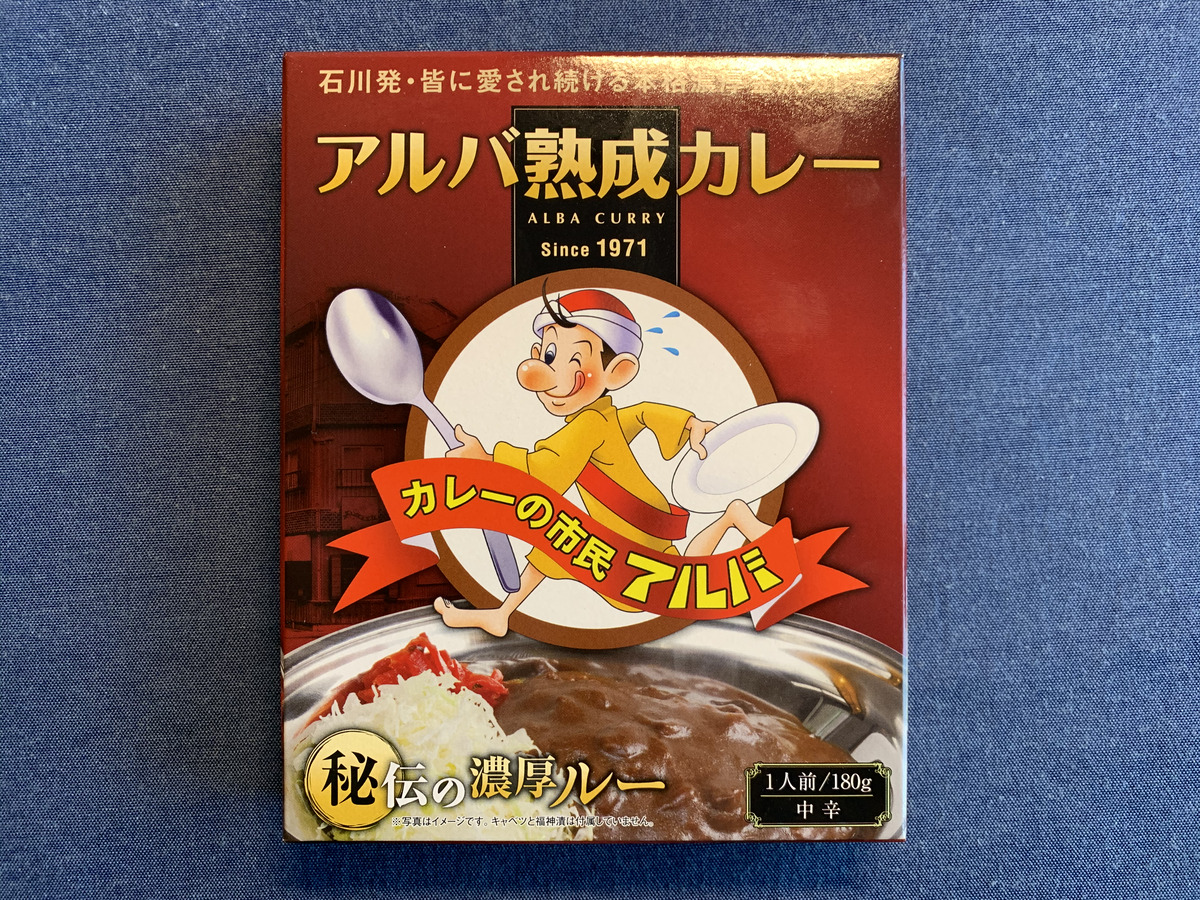 石川発・皆に愛され続ける本格濃厚金沢カレー
アルバ熟成カレー
ALBA CURRY
Since 1971
カレーの市民 アルバ
秘伝の濃厚ルー
※写真はイメージです。キャベツと福神漬は付属していません。
1人前/180g
中辛